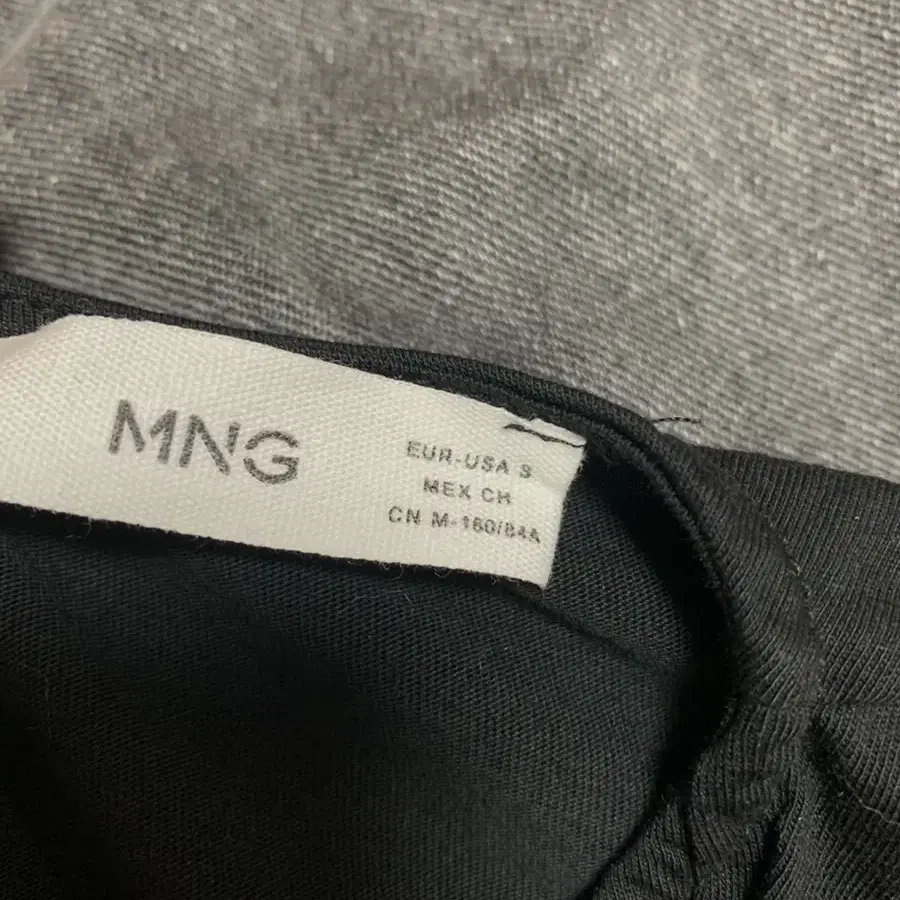 MNG
EUR-USA S
MEX CH
CN M-160/84A